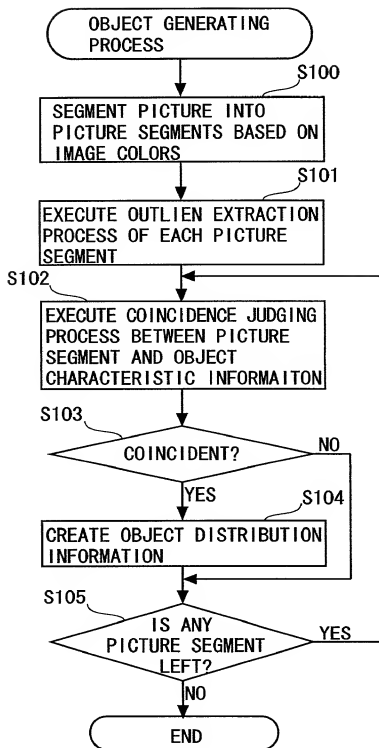 OBJECT GENERATING
PROCESS
S100
SEGMENT PICTURE INTO
PICTURE SEGMENTS BASED ON
IMAGE COLORS
S101
EXECUTE OUTLIEN EXTRACTION
PROCESS OF EACH PICTURE
SEGMENT
S102
EXECUTE COINCIDENCE JUDGING
PROCESS BETWEEN PICTURE
SEGMENT AND OBJECT
CHARACTERISTIC INFORMAITON
S103
COINCIDENT?
NO
YES
S104
CREATE OBJECT DISTRIBUTION
INFORMATION
S105
IS ANY
PICTURE SEGMENT
LEFT?
YES
NO
END